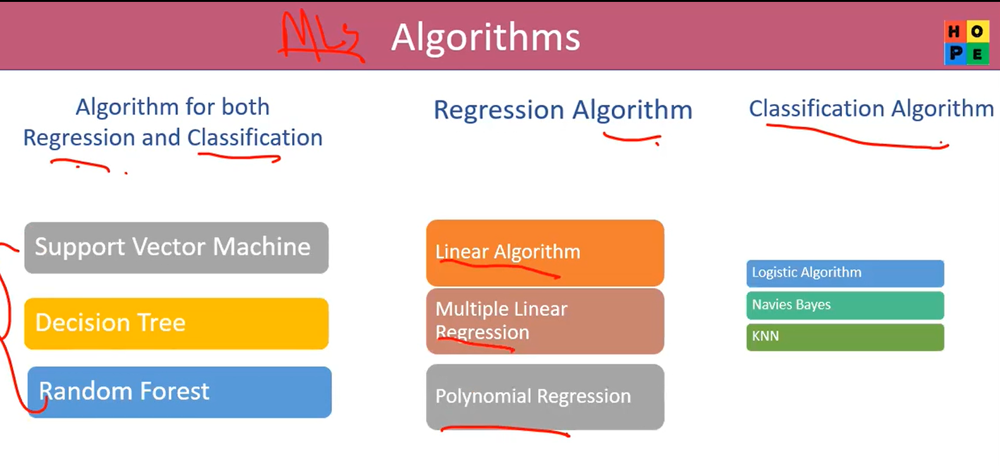 MLs Algorithms
H O
P E
Algorithm for both
Regression and Classification
Support Vector Machine
Decision Tree
Random Forest
Regression Algorithm
Linear Algorithm
Multiple Linear
Regression
Polynomial Regression
Classification Algorithm
Logistic Algorithm
Navies Bayes
KNN